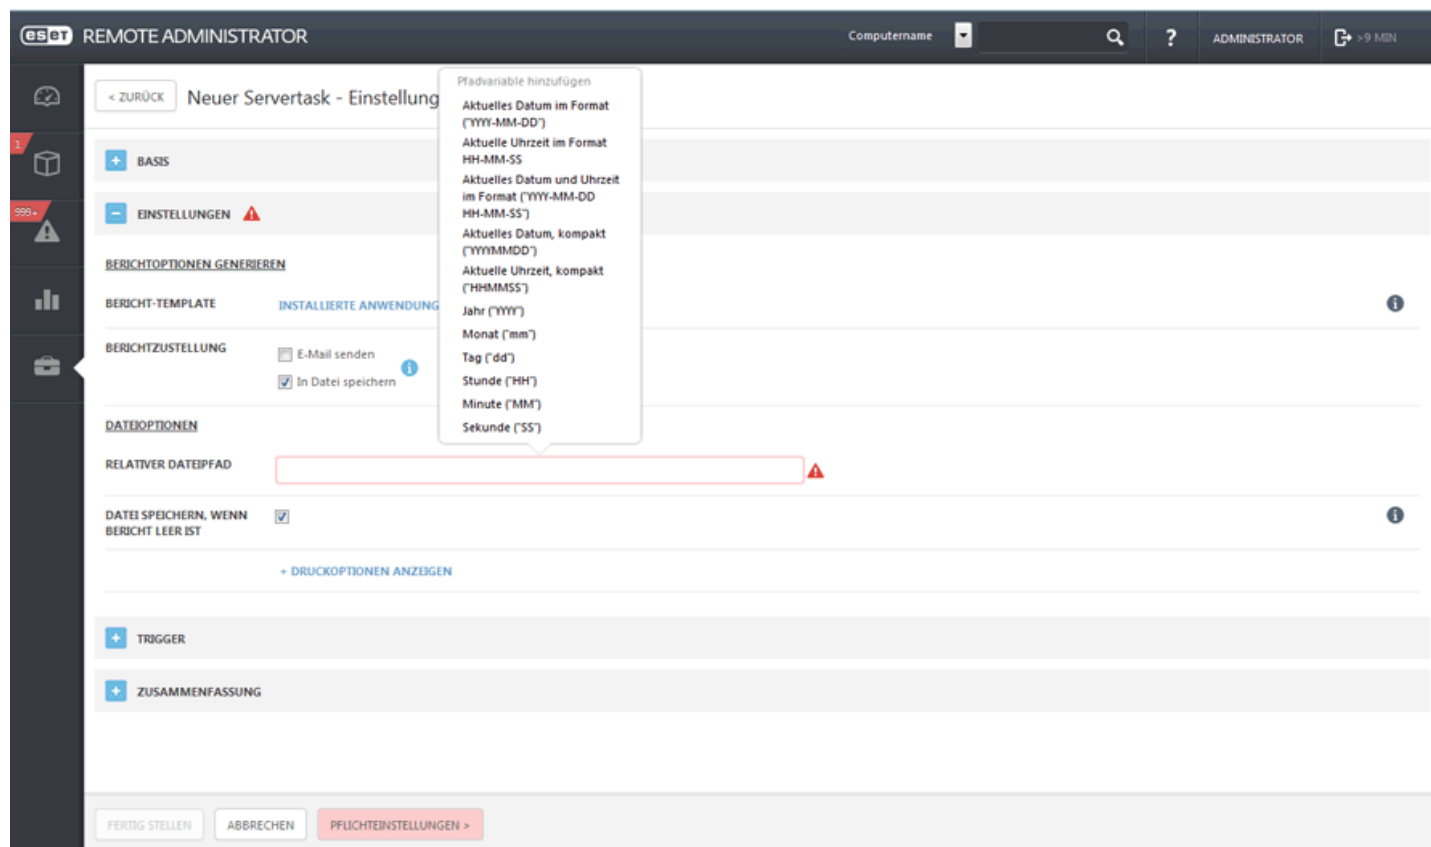 eset REMOTE ADMINISTRATOR
Computername
?
ADMINISTRATOR
>9 MIN
< ZURÜCK
Neuer Servertask - Einstellung
Pfadvariable hinzufügen
Aktuelles Datum im Format
("YYYY-MM-DD")
Aktuelle Uhrzeit im Format
HH-MM-SS
Aktuelles Datum und Uhrzeit
im Format ("YYYY-MM-DD
HH-MM-SS")
Aktuelles Datum, kompakt
("YYYYMMDD")
Aktuelle Uhrzeit, kompakt
("HHMMSS")
Jahr ("YYYY")
Monat ("mm")
Tag ("dd")
Stunde ("HH")
Minute ("MM")
Sekunde ("SS")
1
999+
+ BASIS
EINSTELLUNGEN
BERICHTOPTIONEN GENERIEREN
BERICHT-TEMPLATE
INSTALLIERTE ANWENDUNG
BERICHTZUSTELLUNG
E-Mail senden
In Datei speichern
DATEIOPTIONEN
RELATIVER DATEIPFAD
DATEI SPEICHERN, WENN
BERICHT LEER IST
+ DRUCKOPTIONEN ANZEIGEN
+ TRIGGER
+ ZUSAMMENFASSUNG
FERTIG STELLEN
ABBRECHEN
PFLICHTEINSTELLUNGEN >